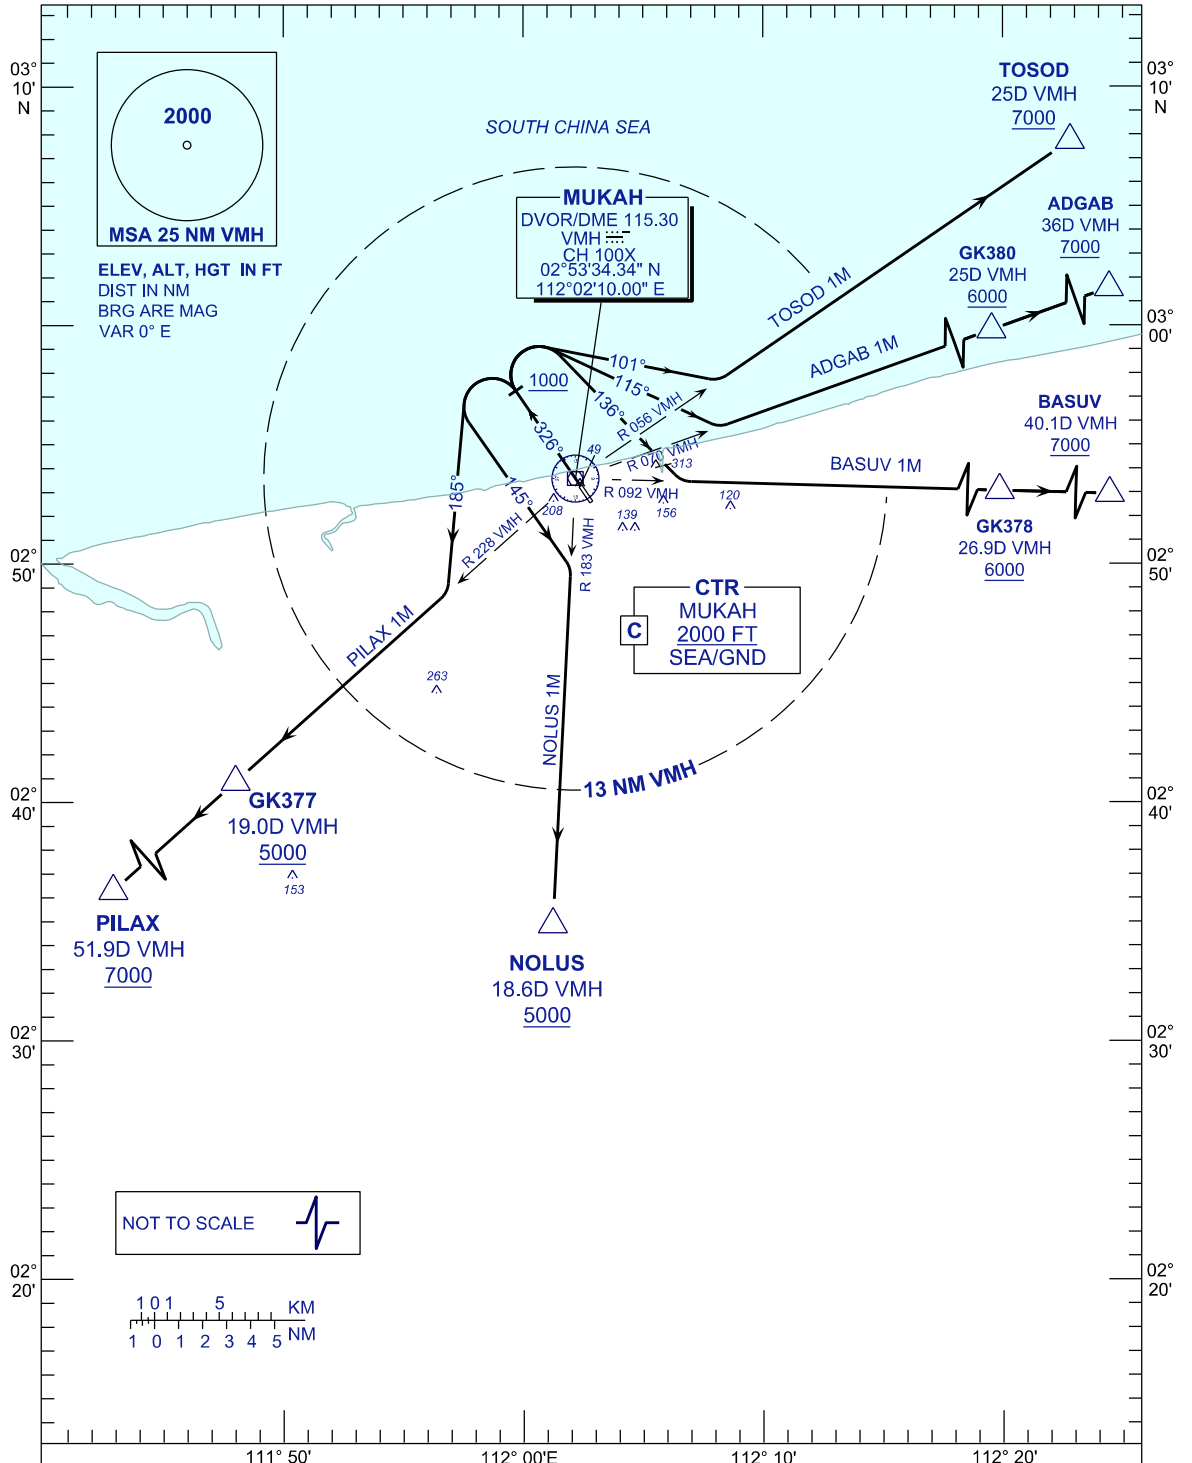 03°
10'
N
2000
MSA 25 NM VMH
ELEV, ALT, HGT IN FT
DIST IN NM
BRG ARE MAG
VAR 0° E
SOUTH CHINA SEA
MUKAH
DVOR/DME 115.30
VMH
CH 100X
02°53'34.34" N
112°02'10.00" E
TOSOD
25D VMH
7000
03°
10'
N
ADGAB
36D VMH
7000
GK380
25D VMH
6000
03°
00'
TOSOD 1M
ADGAB 1M
1000
101°
115°
136°
326°
R 056 VMH
R 070 VMH
R 092 VMH
49
313
BASUV
40.1D VMH
7000
BASUV 1M
GK378
26.9D VMH
6000
185°
145°
208
139
156
120
R 228 VMH
R 183 VMH
02°
50'
02°
50'
CTR
MUKAH
C
2000 FT
SEA/GND
PILAX 1M
NOLUS 1M
263
13 NM VMH
02°
40'
02°
40'
GK377
19.0D VMH
5000
153
PILAX
51.9D VMH
7000
NOLUS
18.6D VMH
5000
02°
30'
02°
30'
NOT TO SCALE
02°
20'
02°
20'
1 0 1 5 KM
1 0 1 2 3 4 5 NM
111° 50'
112° 00'E
112° 10'
112° 20'